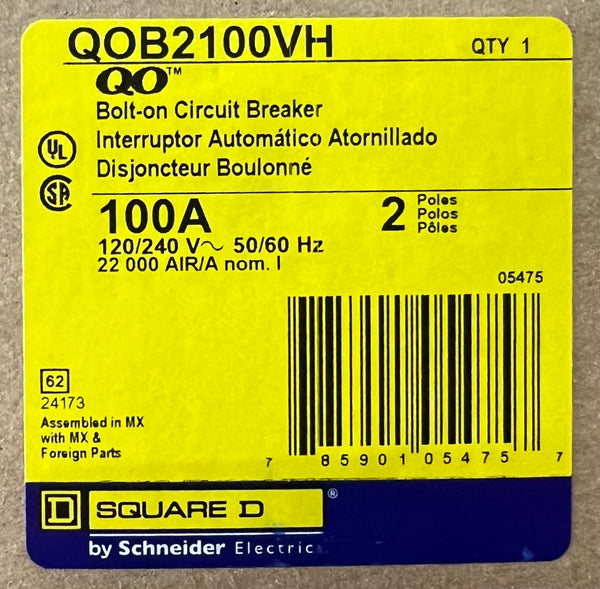 QOB2100VH QTY 1
QO™
Bolt-on Circuit Breaker
Interruptor Automático Atornillado
Disjoncteur Boulonné
UL
SA
100A 2 Poles
Polos
Pôles
120/240 V～ 50/60 Hz
22 000 AIR/A nom. I
05475
62
24173
Assembled in MX
with MX &
Foreign Parts
7 85901 05475 7
D SQUARE D ®
by Schneider Electric